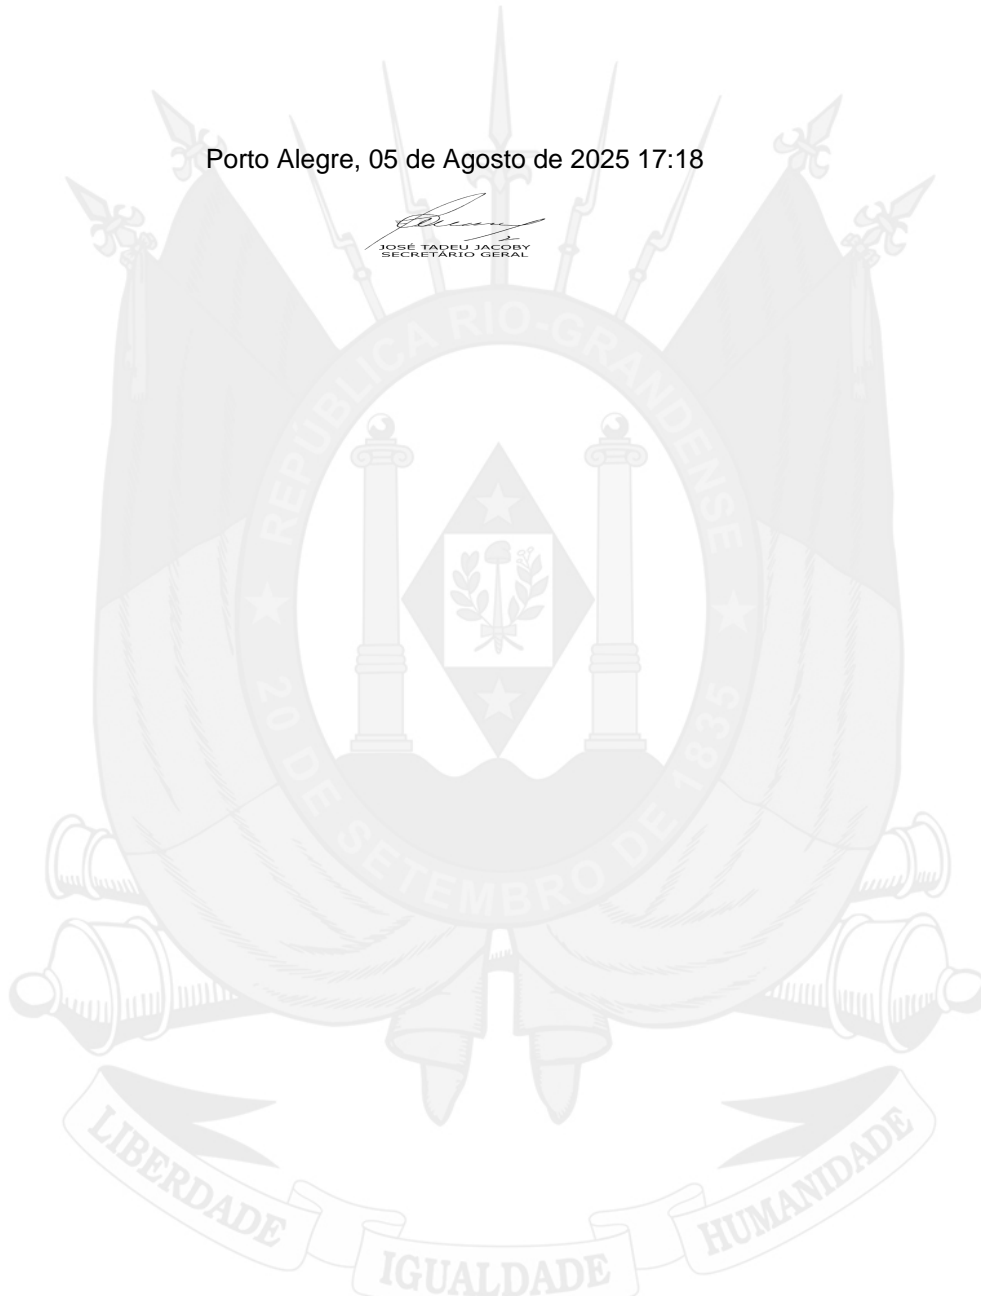 Porto Alegre, 05 de Agosto de 2025 17:18
JOSÉ TADEU JACOBY
SECRETÁRIO GERAL
REPÚBLICA RIO-GRANDENSE
20 DE SETEMBRO DE 1835
LIBERDADE
IGUALDADE
HUMANIDADE